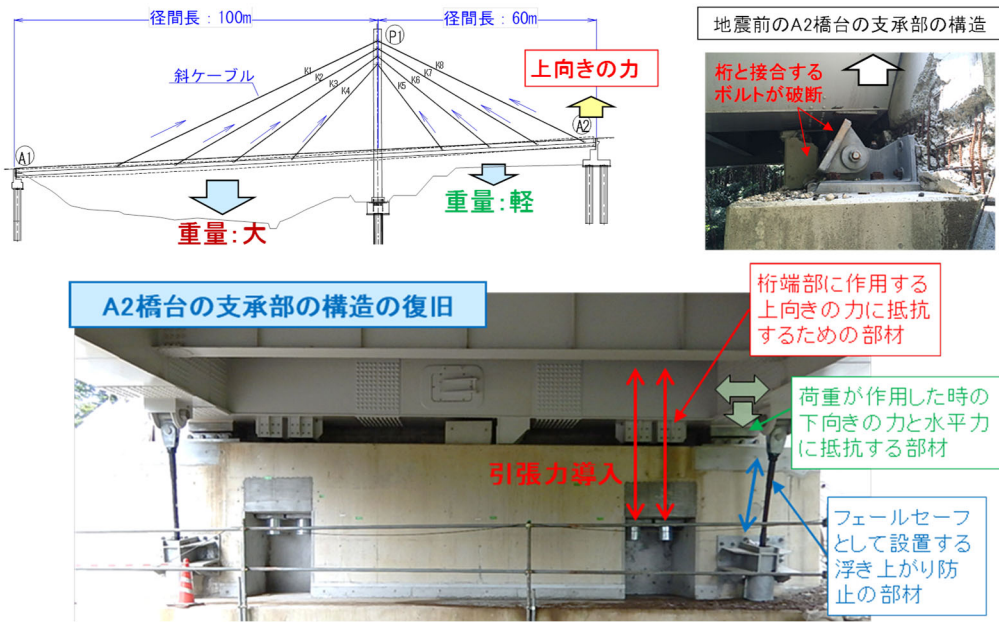 径間長：100m
径間長：60m
P1
斜ケーブル
K1
K2
K3
K4
K5
K6
K7
K8
上向きの力
A1
A2
重量：大
重量：軽
地震前のA2橋台の支承部の構造
桁と接合する
ボルトが破断
A2橋台の支承部の構造の復旧
桁端部に作用する
上向きの力に抵抗
するための部材
荷重が作用した時の
下向きの力と水平力
に抵抗する部材
引張力導入
フェールセーフ
として設置する
浮き上がり防
止の部材